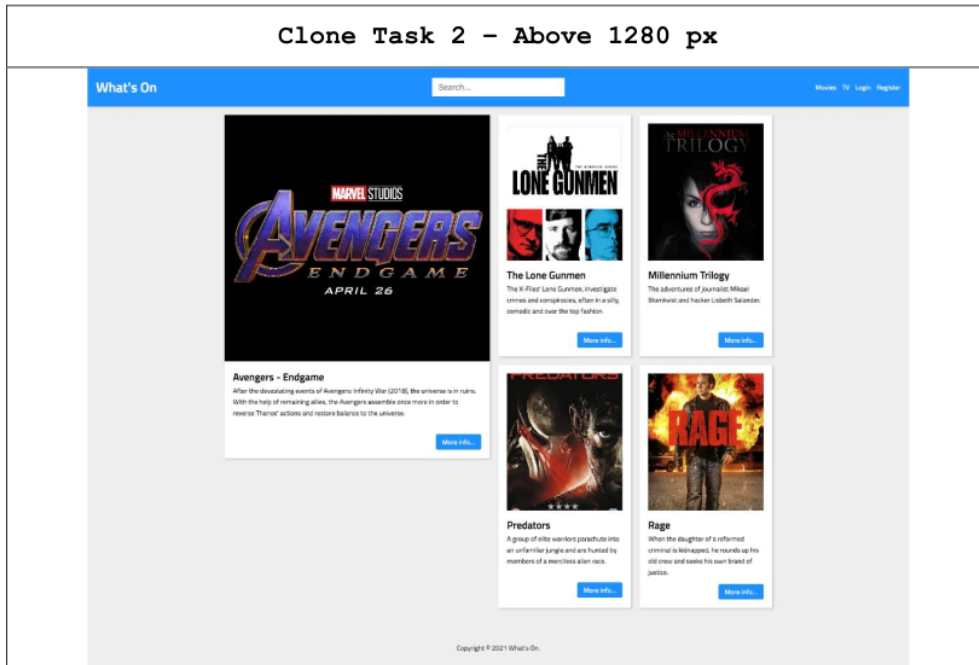 Clone Task 2 – Above 1280 px
What's On
Search...
Movies TV Login Register
MARVEL STUDIOS
AVENGERS
ENDGAME
APRIL 26
Avengers - Endgame
After the devastating events of Avengers: Infinity War (2018), the universe is in ruins.
With the help of remaining allies, the Avengers assemble once more in order to
reverse Thanos' actions and restore balance to the universe.
More info...
THE
LONE GUNMEN
The Lone Gunmen
The X-Files' Lone Gunmen, investigate
crimes and conspiracies, often in a silly,
comedic and over the top fashion.
More info...
the MILLENNIUM
TRILOGY
Millennium Trilogy
The adventures of journalist Mikael
Blomkvist and hacker Lisbeth Salander.
More info...
PREDATORS
Predators
A group of elite warriors parachute into
an unfamiliar jungle and are hunted by
members of a merciless alien race.
More info...
RAGE
Rage
When the daughter of a reformed
criminal is kidnapped, he rounds up his
old crew and seeks his own brand of
justice.
More info...
Copyright © 2021 What's On.